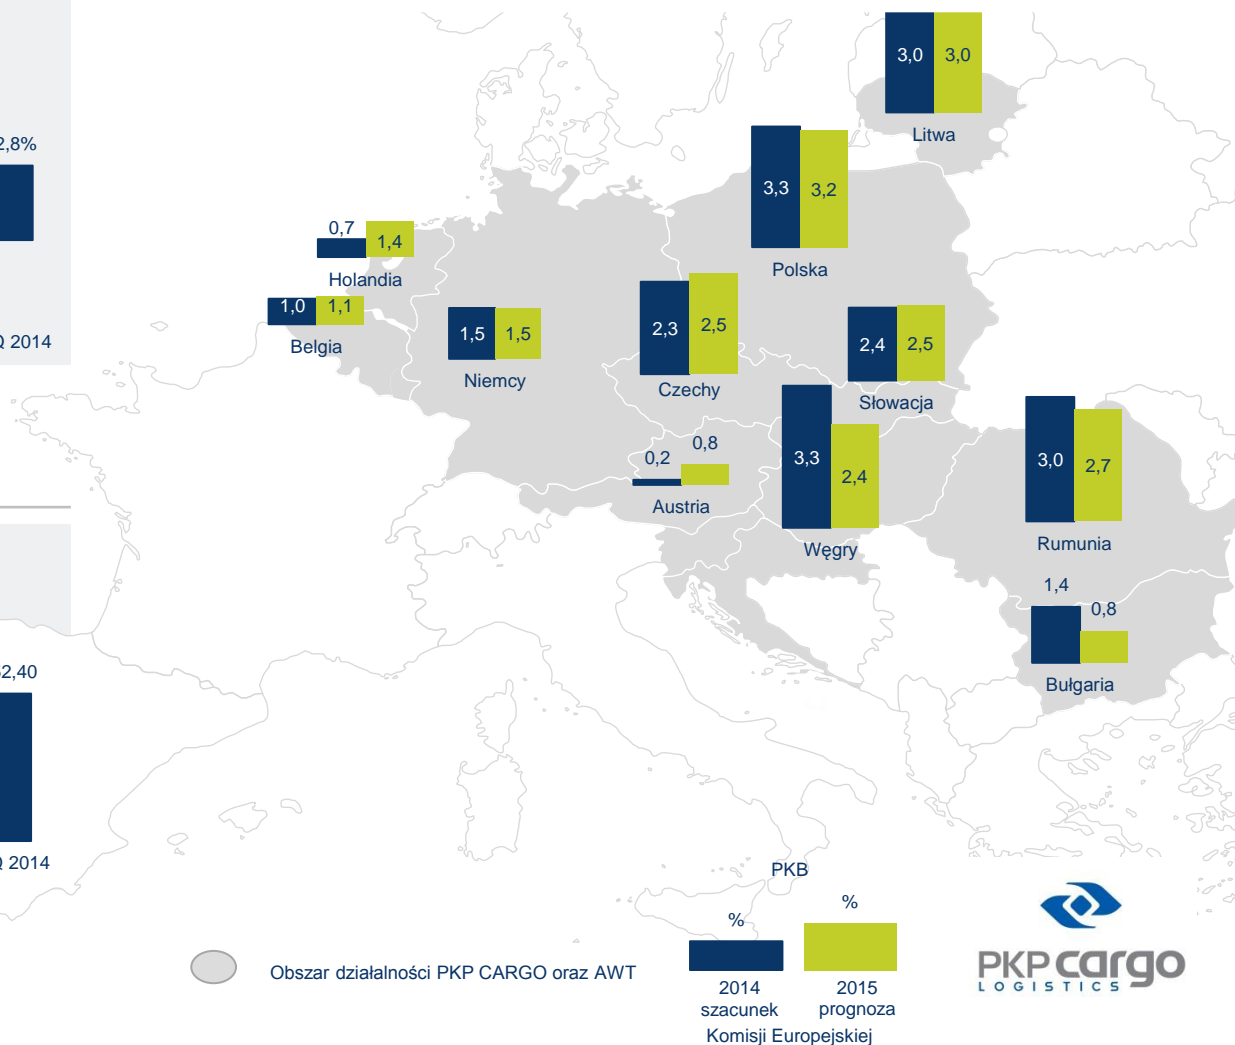 3,0 3,0
Litwa
2,8%
3,3 3,2
Polska
0,7
1,4
Holandia
1,0 1,1
Belgia
Q 2014
1,5 1,5
Niemcy
2,3 2,5
Czechy
2,4 2,5
Słowacja
0,2 0,8
Austria
3,3
2,4
Węgry
3,0 2,7
Rumunia
1,4
0,8
Bułgaria
52,40
Q 2014
PKB
% %
2014 2015
szacunek prognoza
Komisji Europejskiej
Obszar działalności PKP CARGO oraz AWT
PKP cargo
LOGISTICS